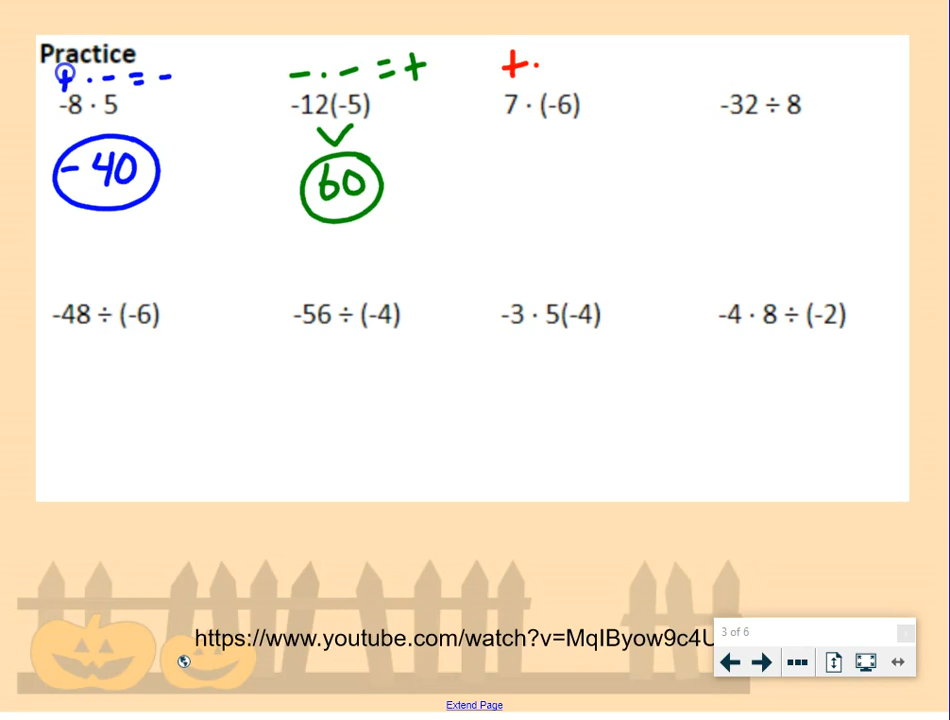 Practice
+ · - = -
- · - = +
+ ·
-8 · 5
-12(-5)
7 · (-6)
-32 ÷ 8
- 40
60
-48 ÷ (-6)
-56 ÷ (-4)
-3 · 5(-4)
-4 · 8 ÷ (-2)
https://www.youtube.com/watch?v=MqIByow9c4U
3 of 6
Extend Page